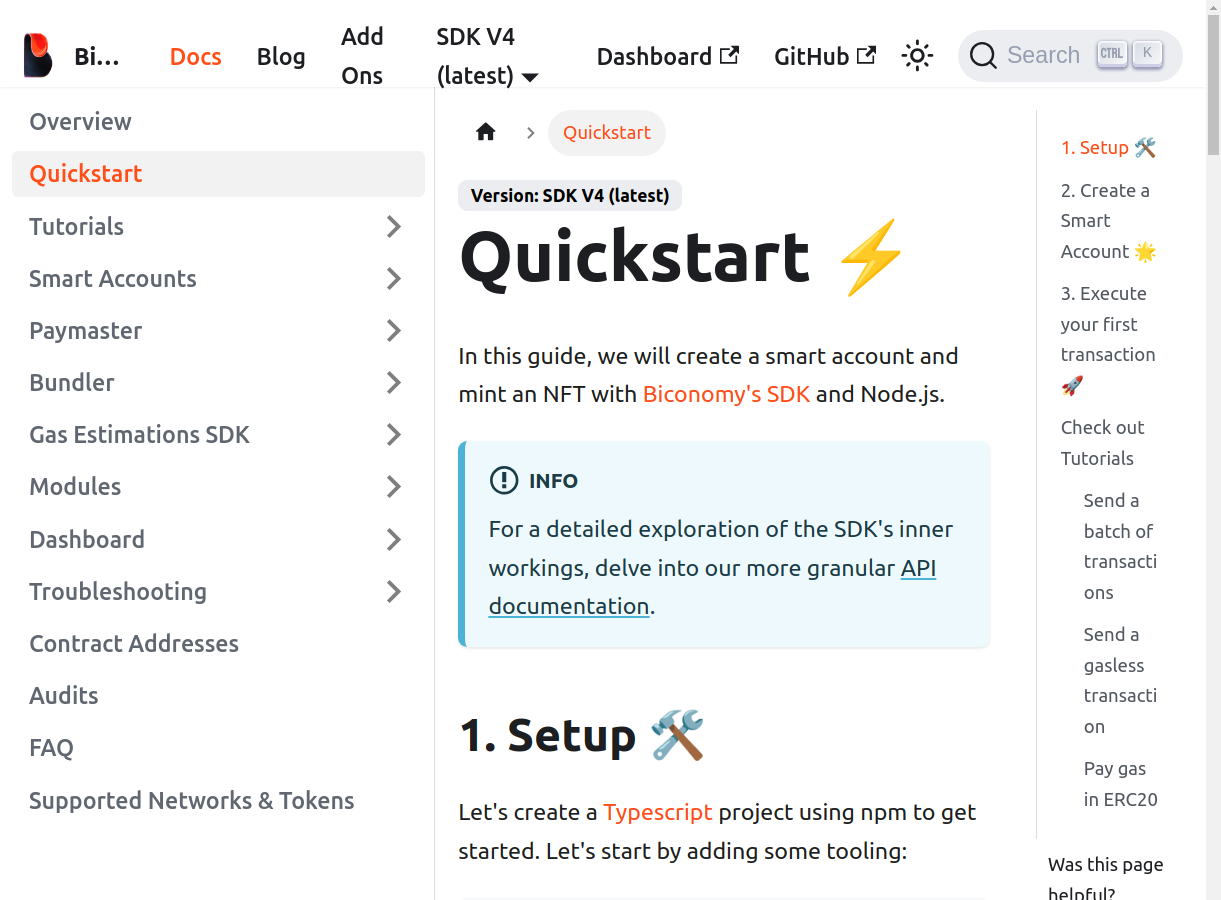 Bi...
Docs
Blog
Add
Ons
SDK V4
(latest)
Dashboard
GitHub
Search
CTRL
K
Overview
Quickstart
Tutorials
Smart Accounts
Paymaster
Bundler
Gas Estimations SDK
Modules
Dashboard
Troubleshooting
Contract Addresses
Audits
FAQ
Supported Networks & Tokens
Quickstart
Version: SDK V4 (latest)
Quickstart ⚡
In this guide, we will create a smart account and
mint an NFT with Biconomy's SDK and Node.js.
INFO
For a detailed exploration of the SDK's inner
workings, delve into our more granular API
documentation.
1. Setup 🛠️
Let's create a Typescript project using npm to get
started. Let's start by adding some tooling:
1. Setup 🛠️
2. Create a
Smart
Account 🌟
3. Execute
your first
transaction
🚀
Check out
Tutorials
Send a
batch of
transacti
ons
Send a
gasless
transacti
on
Pay gas
in ERC20
Was this page
helpful?